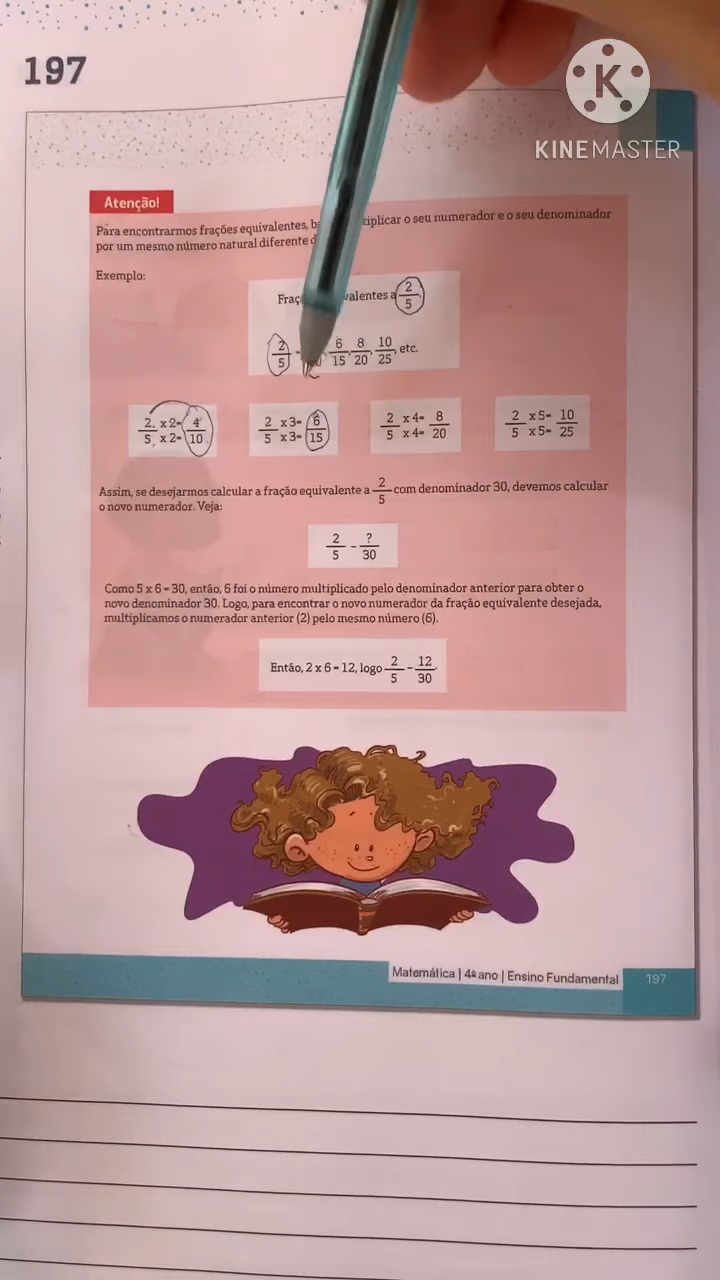 197
K
KINEMASTER
Atenção!
Para encontrarmos frações equivalentes, tiplicar o seu numerador e o seu denominador
por um mesmo número natural diferente
Exemplo:
Fraç valentes a 2/5
2/5 - 6/15, 8/20, 10/25, etc.
2/5 x2- x2- 4/10
2/5 x3- x3- 6/15
2/5 x4- x4- 8/20
2/5 x5- x5- 10/25
Assim, se desejarmos calcular a fração equivalente a 2/5 com denominador 30, devemos calcular
o novo numerador. Veja:
2/5 - ?/30
Como 5 x 6 - 30, então, 6 foi o número multiplicado pelo denominador anterior para obter o
novo denominador 30. Logo, para encontrar o novo numerador da fração equivalente desejada,
multiplicamos o numerador anterior (2) pelo mesmo número (6).
Então, 2 x 6 - 12, logo 2/5 - 12/30
Matemática | 4º ano | Ensino Fundamental
197